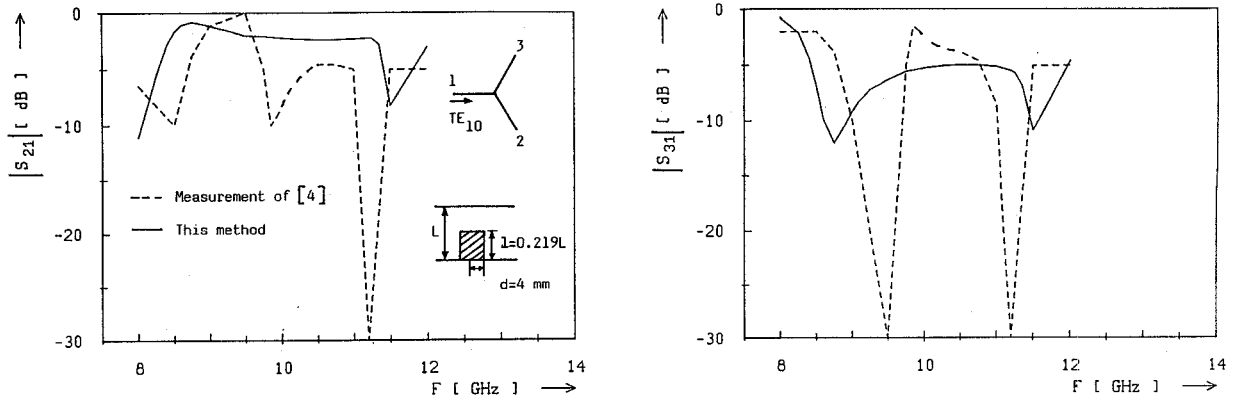 |S21| [ dB ]
0
-10
-20
-30
8
10
12
14
F [ GHz ]
1
TE10
3
2
Measurement of [4]
This method
L
l=0.219L
d=4 mm
|S31| [ dB ]
0
-10
-20
-30
8
10
12
14
F [ GHz ]